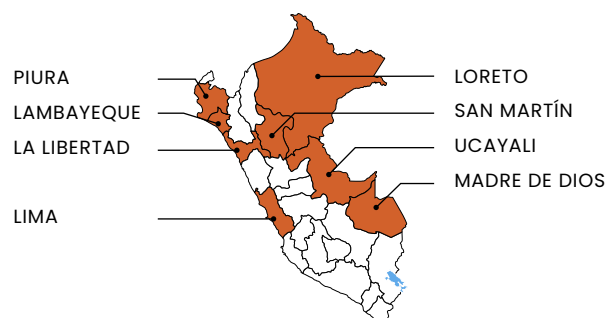 PIURA
LAMBAYEQUE
LA LIBERTAD
LIMA
LORETO
SAN MARTÍN
UCAYALI
MADRE DE DIOS